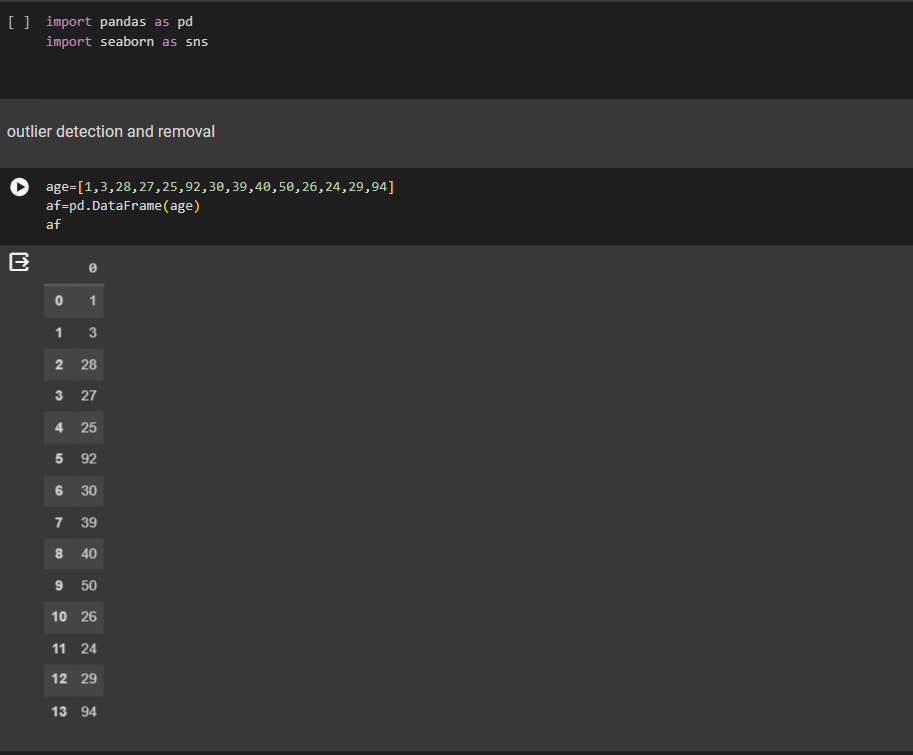 [ ] import pandas as pd
import seaborn as sns
outlier detection and removal
age=[1,3,28,27,25,92,30,39,40,50,26,24,29,94]
af=pd.DataFrame(age)
af
0
0 1
1 3
2 28
3 27
4 25
5 92
6 30
7 39
8 40
9 50
10 26
11 24
12 29
13 94